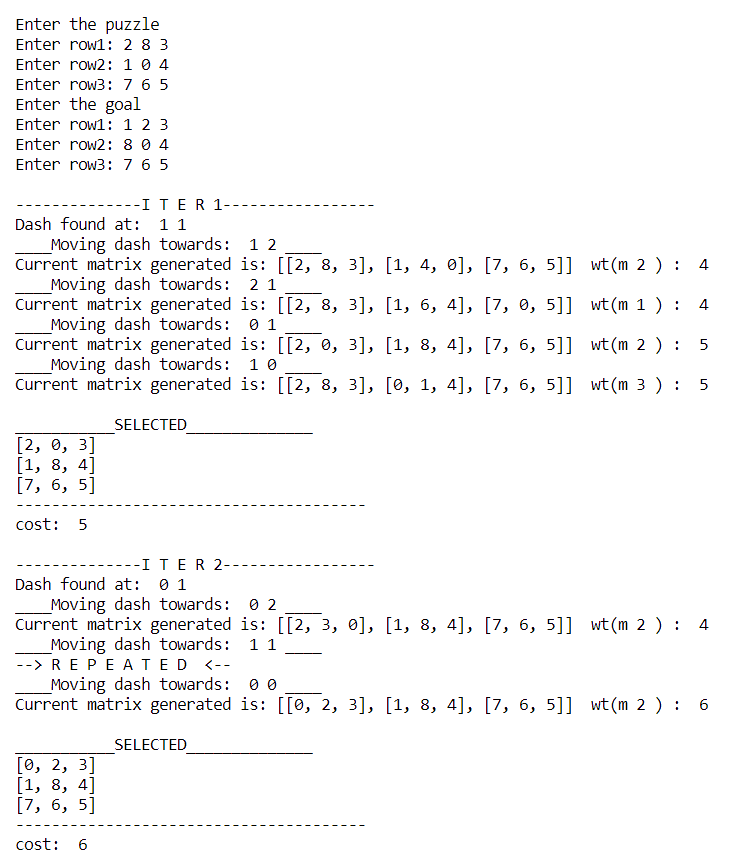 Enter the puzzle
Enter row1: 2 8 3
Enter row2: 1 0 4
Enter row3: 7 6 5
Enter the goal
Enter row1: 1 2 3
Enter row2: 8 0 4
Enter row3: 7 6 5

--------------I T E R 1-----------------
Dash found at:  1 1
____Moving dash towards:  1 2 ____
Current matrix generated is: [[2, 8, 3], [1, 4, 0], [7, 6, 5]]  wt(m 2 ) :  4
____Moving dash towards:  2 1 ____
Current matrix generated is: [[2, 8, 3], [1, 6, 4], [7, 0, 5]]  wt(m 1 ) :  4
____Moving dash towards:  0 1 ____
Current matrix generated is: [[2, 0, 3], [1, 8, 4], [7, 6, 5]]  wt(m 2 ) :  5
____Moving dash towards:  1 0 ____
Current matrix generated is: [[2, 8, 3], [0, 1, 4], [7, 6, 5]]  wt(m 3 ) :  5

___________SELECTED______________
[2, 0, 3]
[1, 8, 4]
[7, 6, 5]
---------------------------------------
cost:  5

--------------I T E R 2-----------------
Dash found at:  0 1
____Moving dash towards:  0 2 ____
Current matrix generated is: [[2, 3, 0], [1, 8, 4], [7, 6, 5]]  wt(m 2 ) :  4
____Moving dash towards:  1 1 ____
--> R E P E A T E D  <--
____Moving dash towards:  0 0 ____
Current matrix generated is: [[0, 2, 3], [1, 8, 4], [7, 6, 5]]  wt(m 2 ) :  6

___________SELECTED______________
[0, 2, 3]
[1, 8, 4]
[7, 6, 5]
---------------------------------------
cost:  6